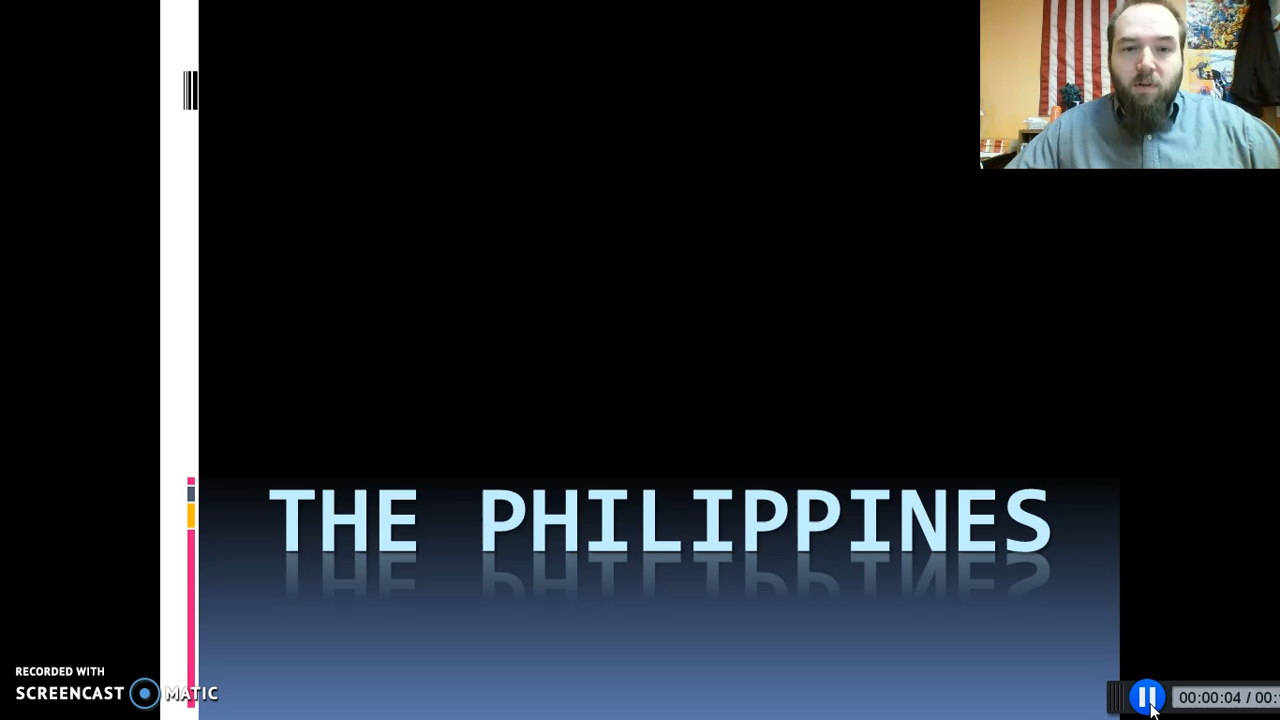 THE PHILIPPINES
RECORDED WITH
SCREENCAST MATIC
00:00:04 / 00: